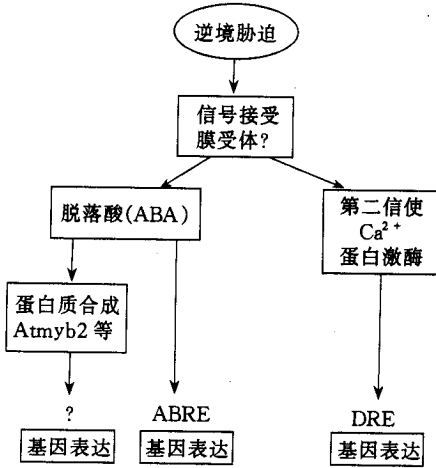 逆境胁迫
信号接受
膜受体?
脱落酸(ABA)
第二信使
Ca²⁺
蛋白激酶
蛋白质合成
Atmyb2 等
?
ABRE
DRE
基因表达
基因表达
基因表达